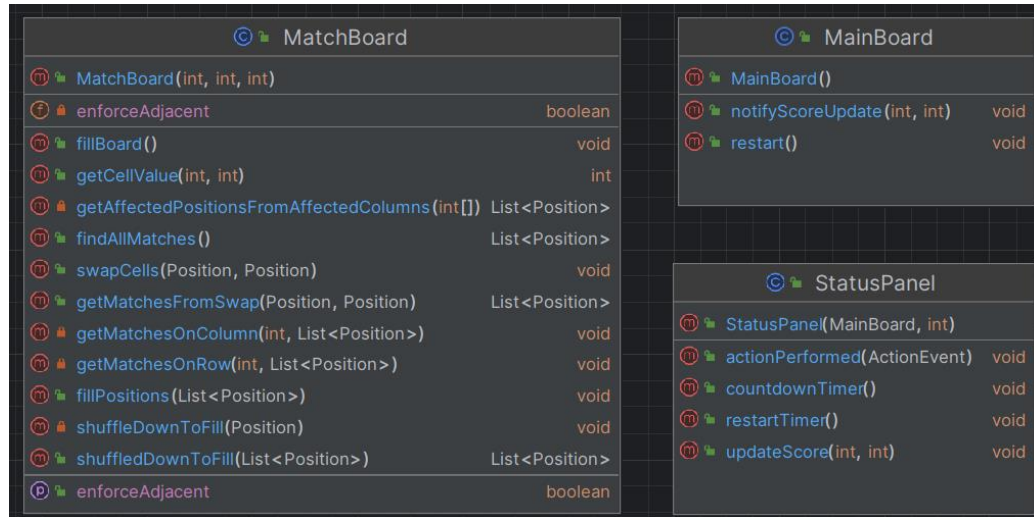 MatchBoard
MatchBoard(int, int, int)
enforceAdjacent boolean
fillBoard() void
getCellValue(int, int) int
getAffectedPositionsFromAffectedColumns(int[]) List<Position>
findAllMatches() List<Position>
swapCells(Position, Position) void
getMatchesFromSwap(Position, Position) List<Position>
getMatchesOnColumn(int, List<Position>) void
getMatchesOnRow(int, List<Position>) void
fillPositions(List<Position>) void
shuffleDownToFill(Position) void
shuffledDownToFill(List<Position>) List<Position>
enforceAdjacent boolean
MainBoard
MainBoard()
notifyScoreUpdate(int, int) void
restart() void
StatusPanel
StatusPanel(MainBoard, int)
actionPerformed(ActionEvent) void
countdownTimer() void
restartTimer() void
updateScore(int, int) void